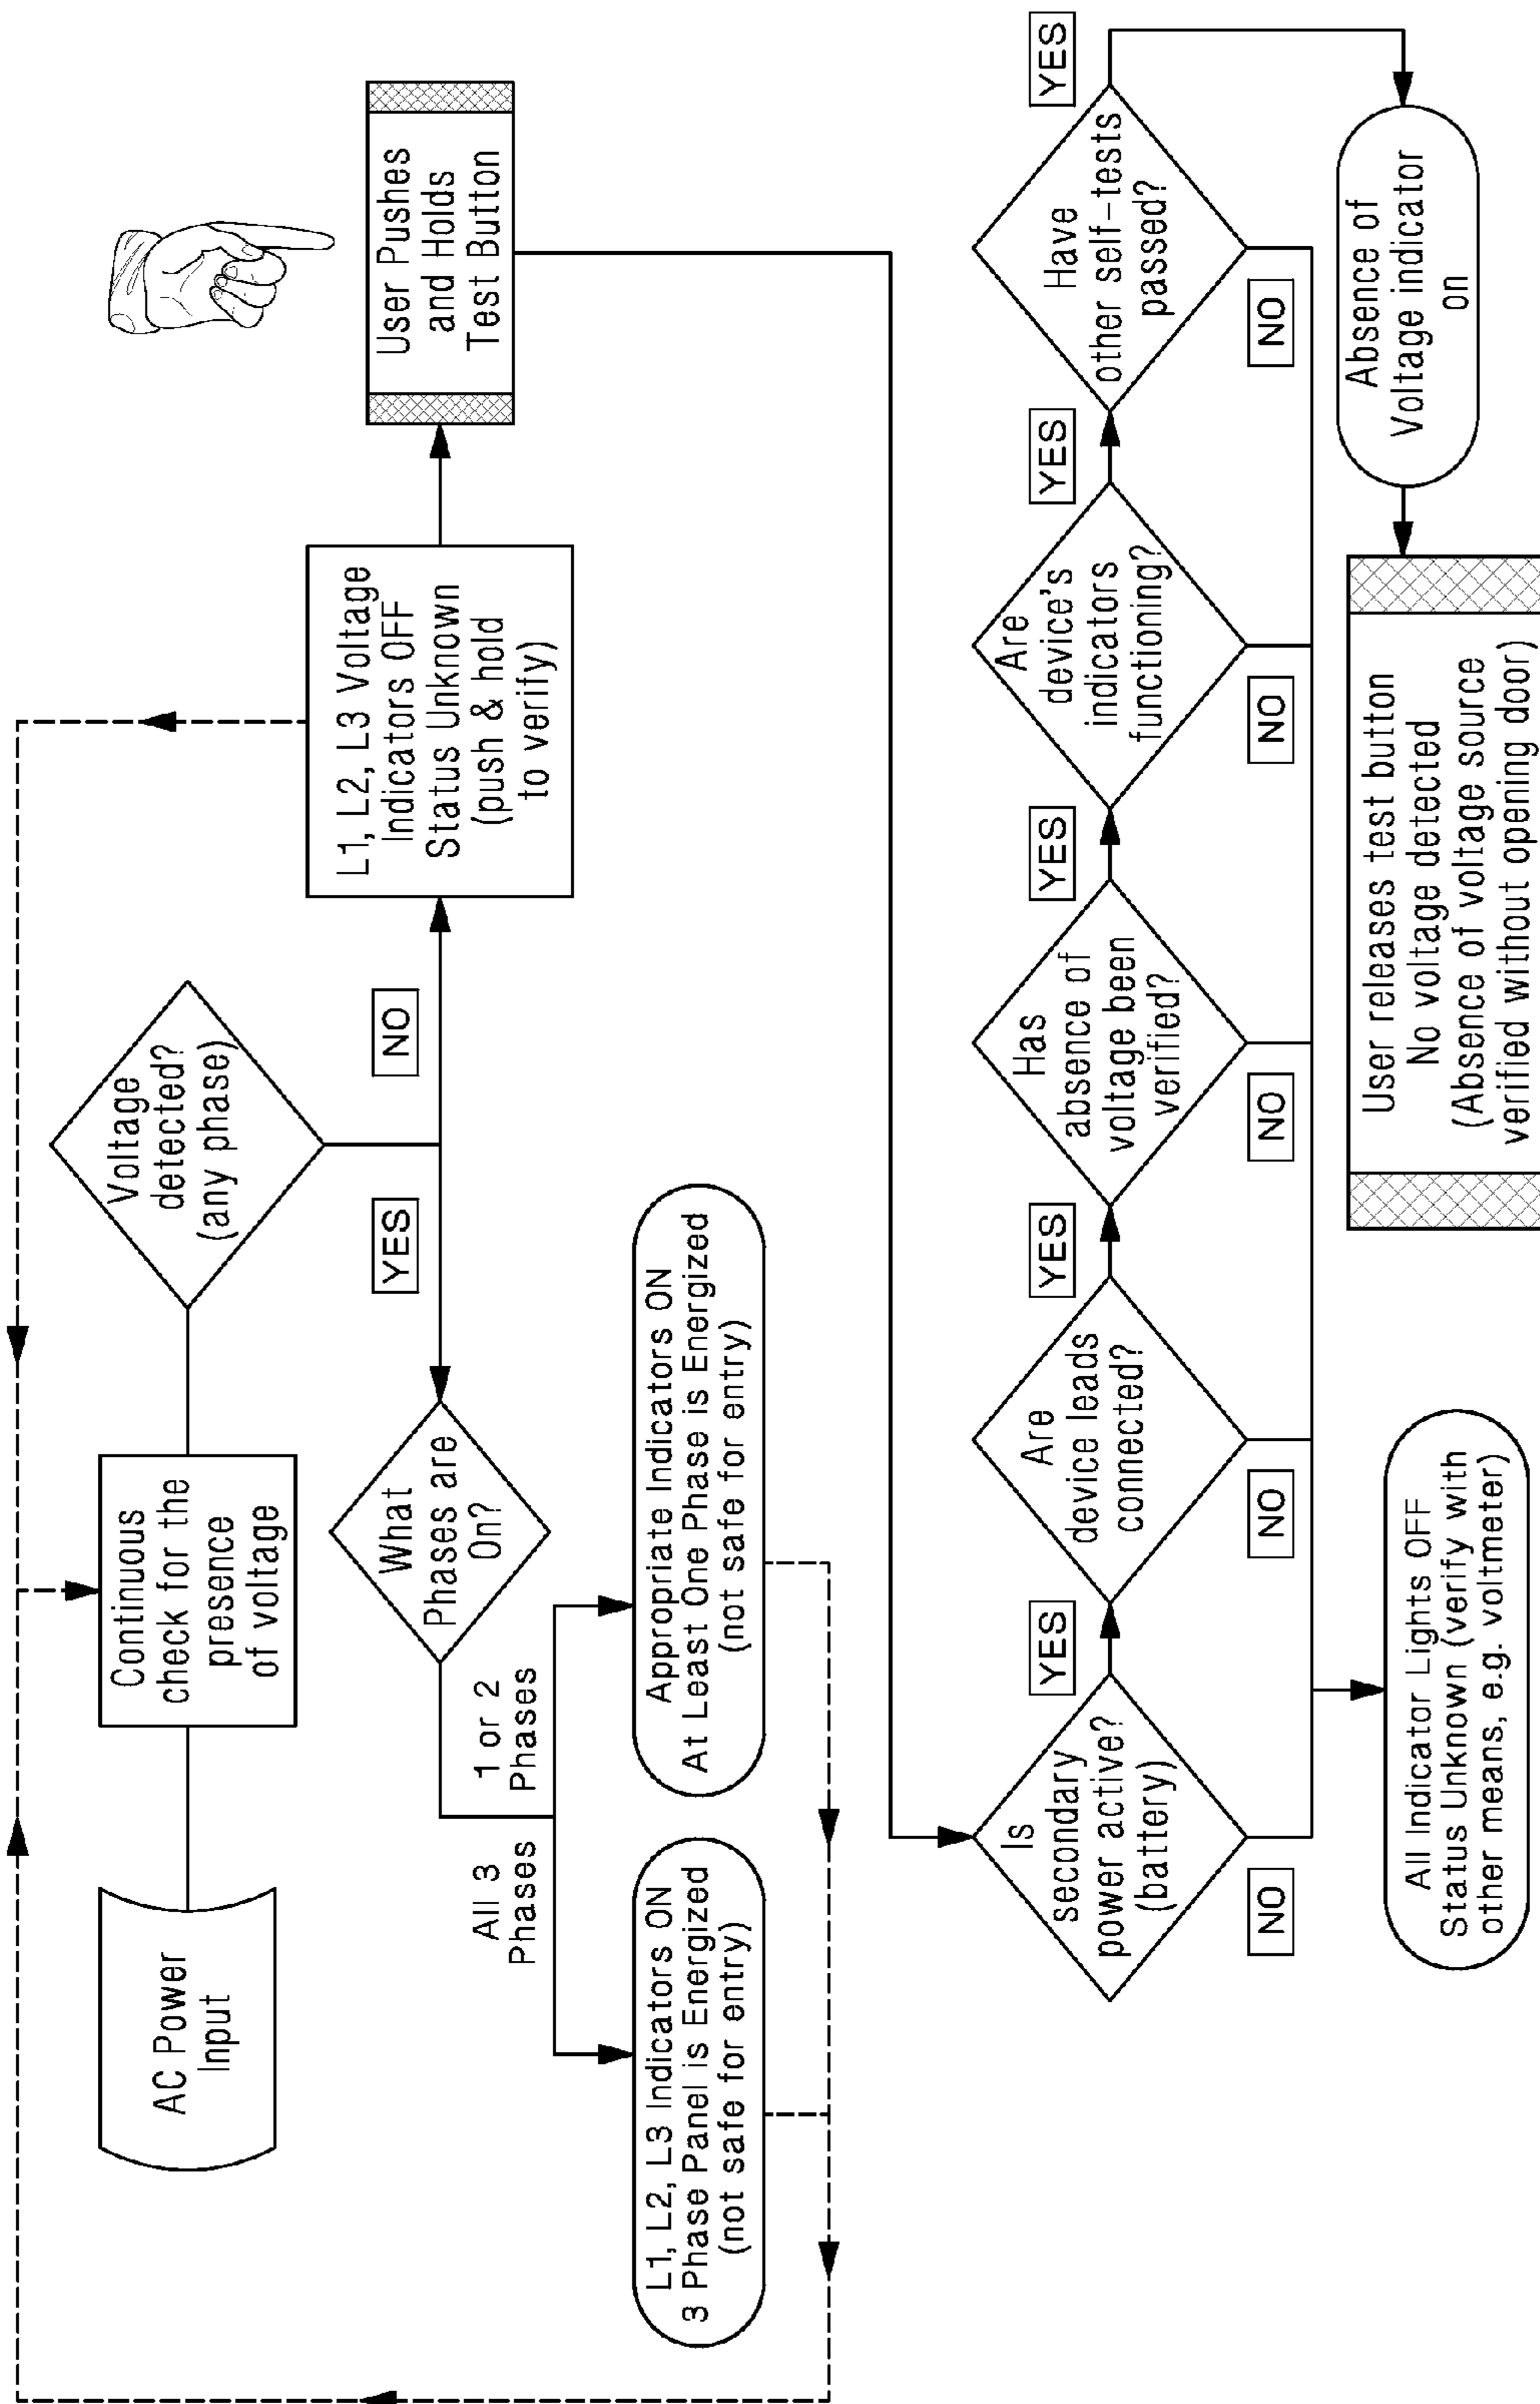 AC Power
Input
Continuous
check for the
presence
of voltage
Voltage
detected?
(any phase)
YES
NO
What
Phases are
On?
All 3
Phases
1 or 2
Phases
L1, L2, L3 Indicators ON
3 Phase Panel is Energized
(not safe for entry)
Appropriate Indicators ON
At Least One Phase is Energized
(not safe for entry)
L1, L2, L3 Voltage
Indicators OFF
Status Unknown
(push & hold
to verify)
User Pushes
and Holds
Test Button
Is
secondary
power active?
(battery)
YES
NO
Are
device leads
connected?
YES
NO
Has
absence of
voltage been
verified?
YES
NO
Are
device's
indicators
functioning?
YES
NO
Have
other self-tests
passed?
YES
NO
All Indicator Lights OFF
Status Unknown (verify with
other means, e.g. voltmeter)
Absence of
Voltage indicator
on
User releases test button
No voltage detected
(Absence of voltage source
verified without opening door)